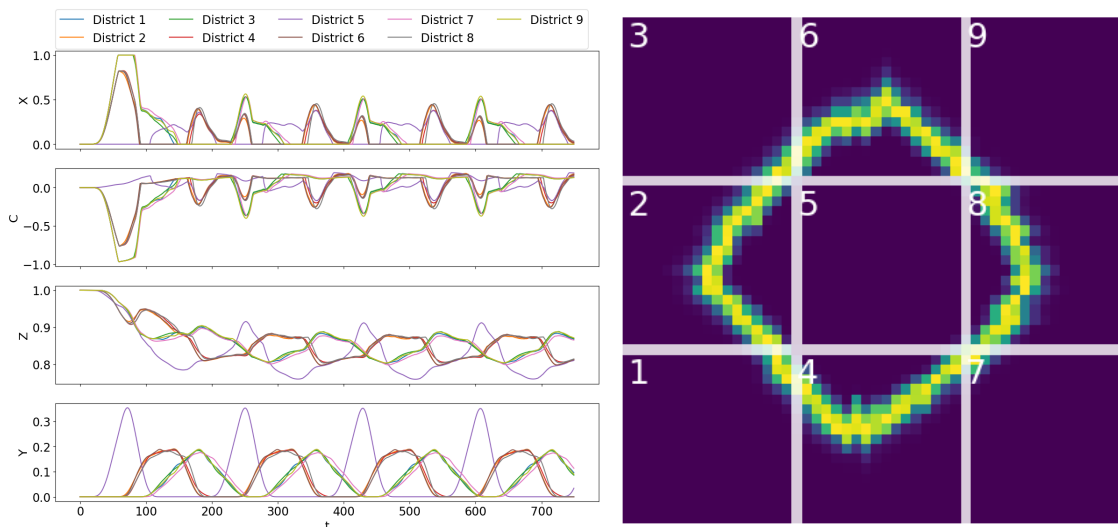 District 1 District 3 District 5 District 7 District 9
District 2 District 4 District 6 District 8
1.0
0.5
0.0
X
0.0
−0.5
−1.0
C
1.0
0.9
0.8
Z
0.3
0.2
0.1
0.0
Y
0 100 200 300 400 500 600 700
t
3 6 9
2 5 8
1 4 7